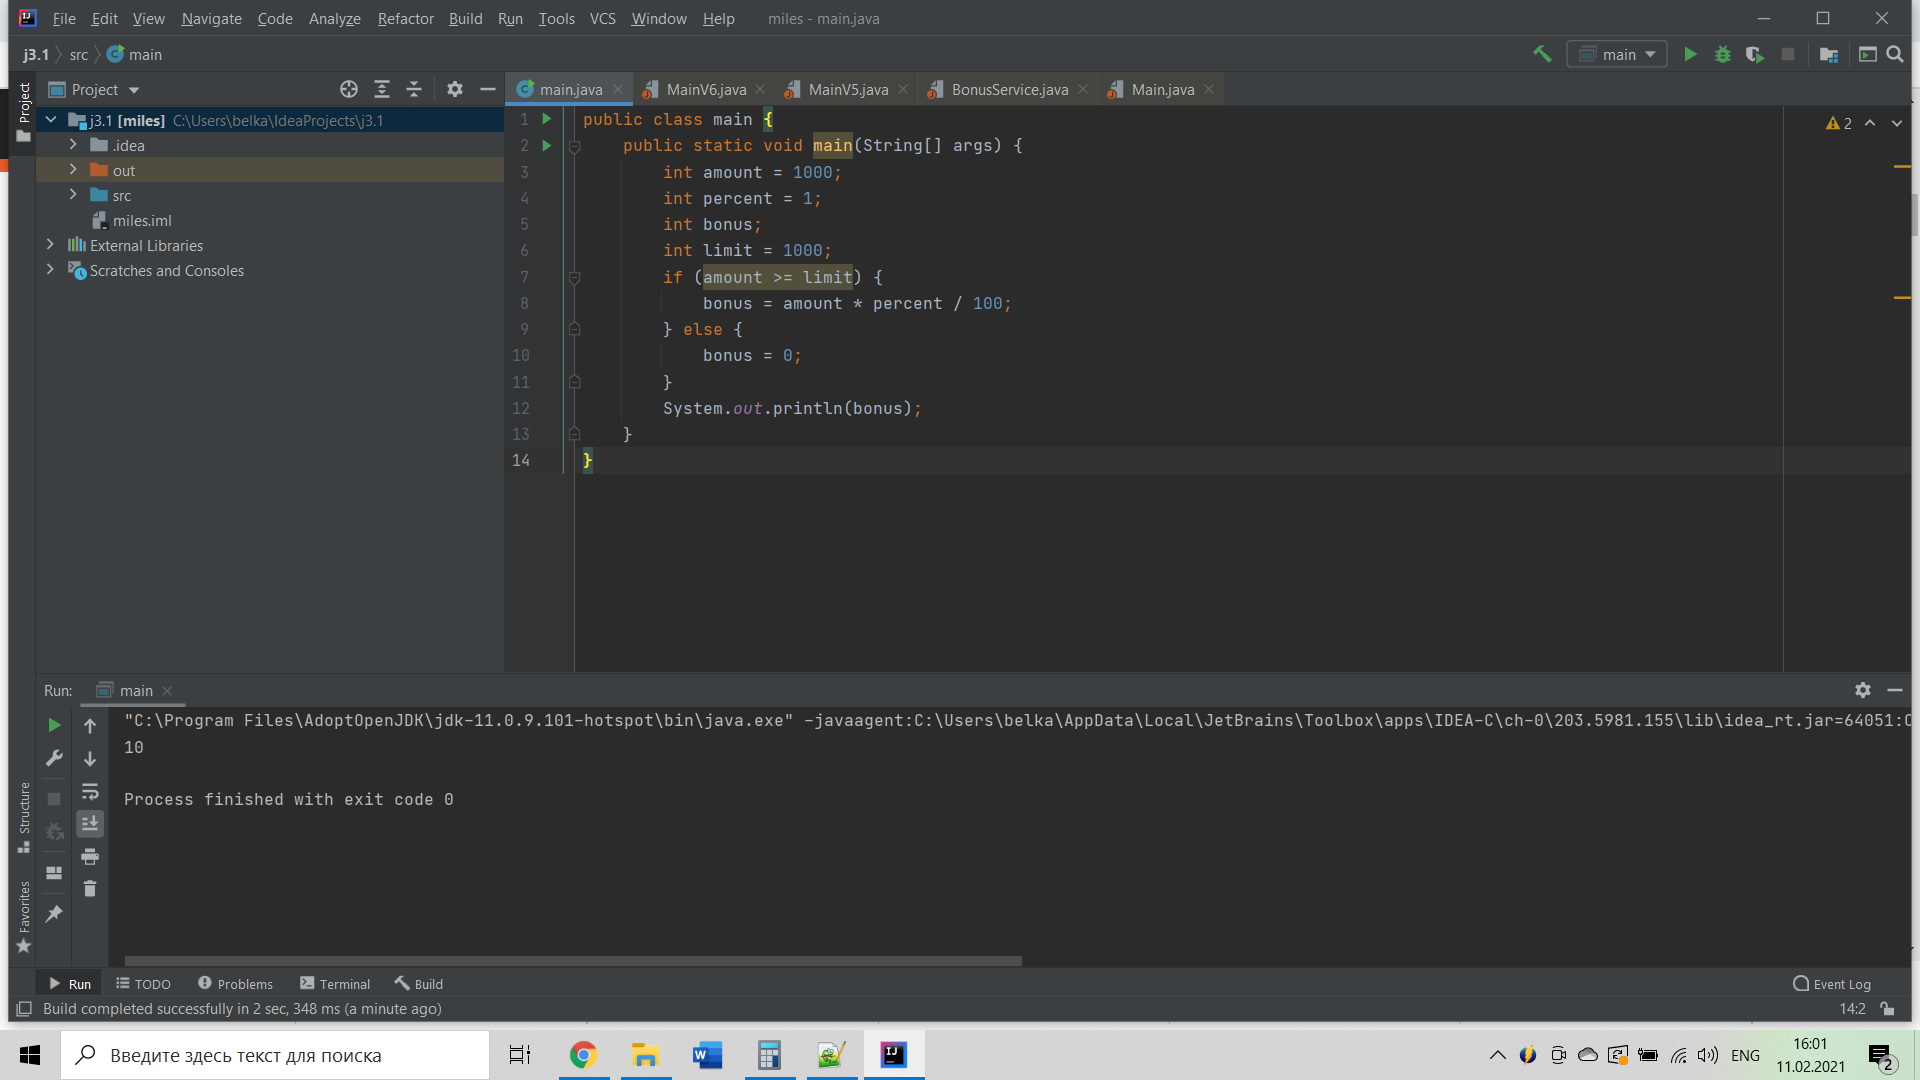 File Edit View Navigate Code Analyze Refactor Build Run Tools VCS Window Help miles - main.java
j3.1 src main
main
Project
Project
main.java MainV6.java MainV5.java BonusService.java Main.java
j3.1 [miles] C:\Users\belka\IdeaProjects\j3.1
.idea
out
src
miles.iml
External Libraries
Scratches and Consoles
2
1 public class main {
2 public static void main(String[] args) {
3 int amount = 1000;
4 int percent = 1;
5 int bonus;
6 int limit = 1000;
7 if (amount >= limit) {
8 bonus = amount * percent / 100;
9 } else {
10 bonus = 0;
11 }
12 System.out.println(bonus);
13 }
14 }
Run: main
"C:\Program Files\AdoptOpenJDK\jdk-11.0.9.101-hotspot\bin\java.exe" -javaagent:C:\Users\belka\AppData\Local\JetBrains\Toolbox\apps\IDEA-C\ch-0\203.5981.155\lib\idea_rt.jar=64051:C
10
Process finished with exit code 0
Structure
Favorites
Run TODO Problems Terminal Build Event Log
Build completed successfully in 2 sec, 348 ms (a minute ago) 14:2
Введите здесь текст для поиска
ENG
16:01
11.02.2021
2